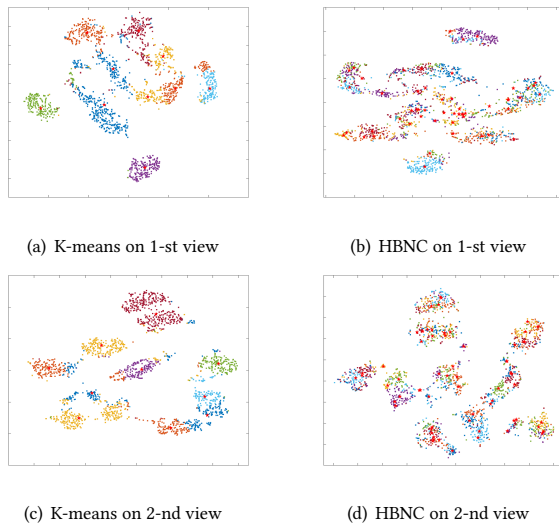 (a) K-means on 1-st view
(b) HBNC on 1-st view
(c) K-means on 2-nd view
(d) HBNC on 2-nd view